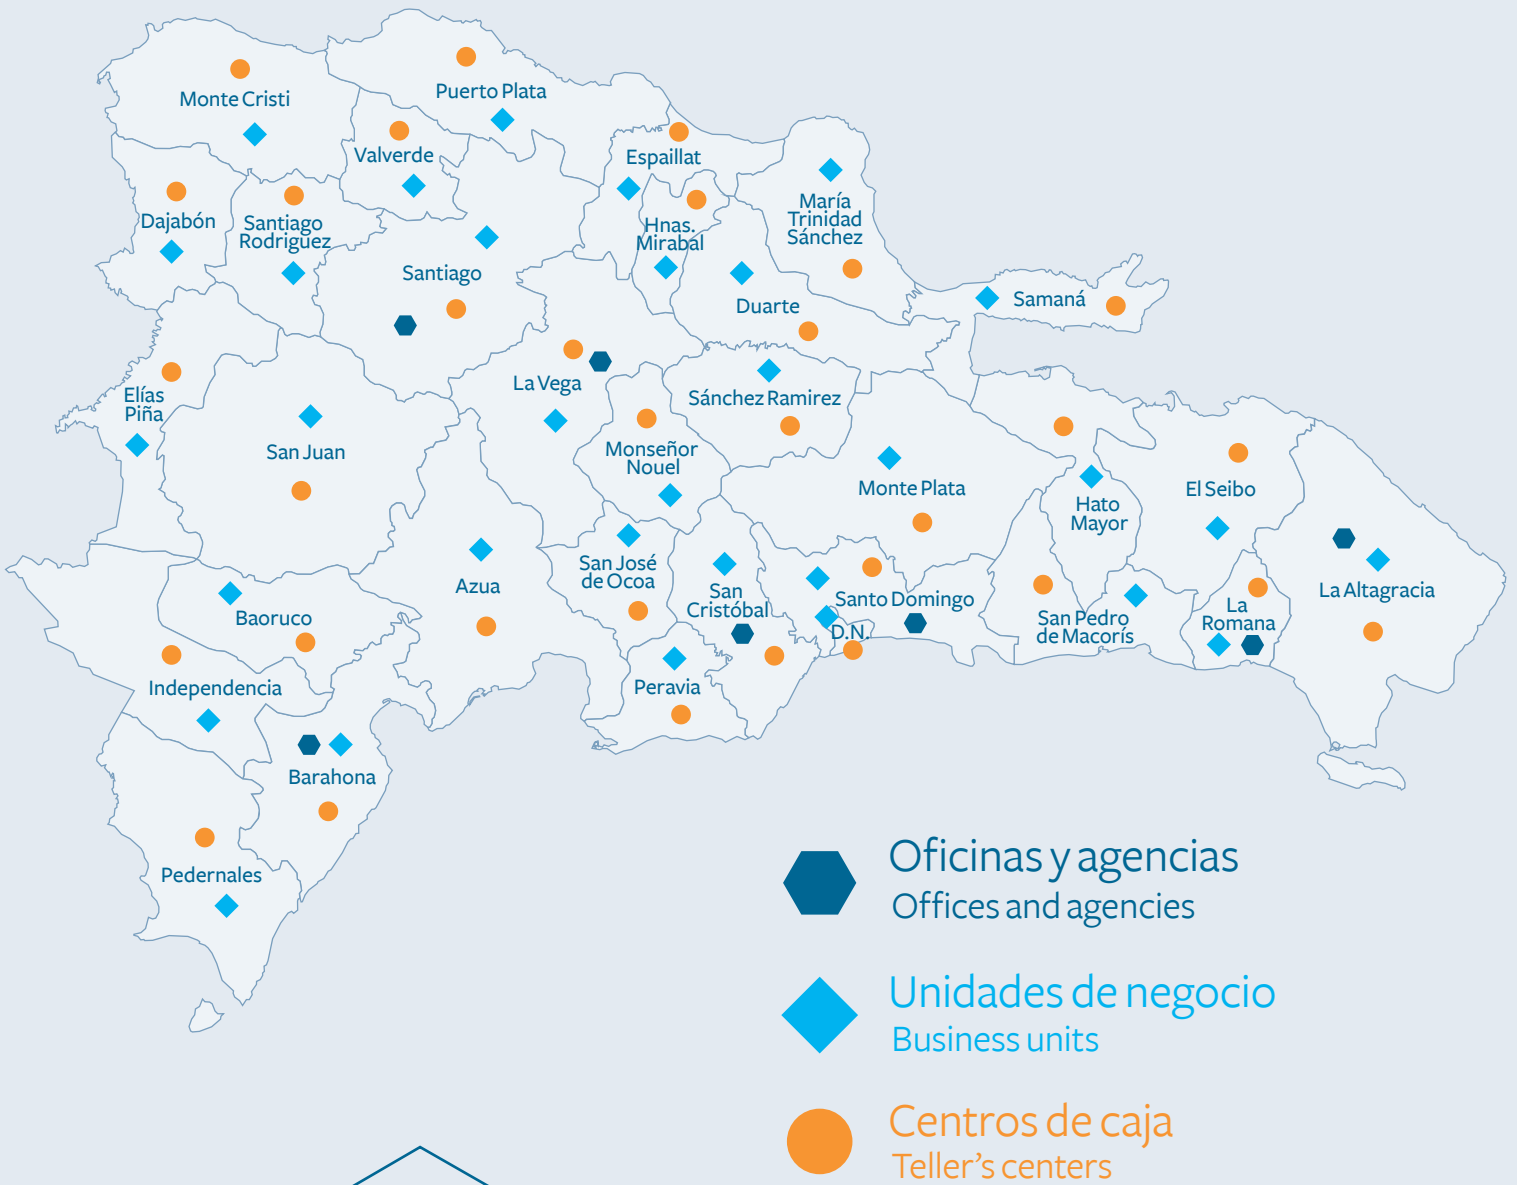 Monte Cristi
Puerto Plata
Valverde
Espaillat
Dajabón
Santiago
Rodriguez
María
Trinidad
Sánchez
Hnas.
Mirabal
Santiago
Duarte
Samaná
La Vega
Elías
Piña
Sánchez Ramirez
San Juan
Monseñor
Nouel
Monte Plata
Hato
Mayor
El Seibo
Azua
San José
de Ocoa
San
Cristóbal
Santo Domingo
D.N.
San Pedro
de Macorís
La
Romana
La Altagracia
Baoruco
Independencia
Peravia
Barahona
Pedernales
Oficinas y agencias
Offices and agencies
Unidades de negocio
Business units
Centros de caja
Teller’s centers